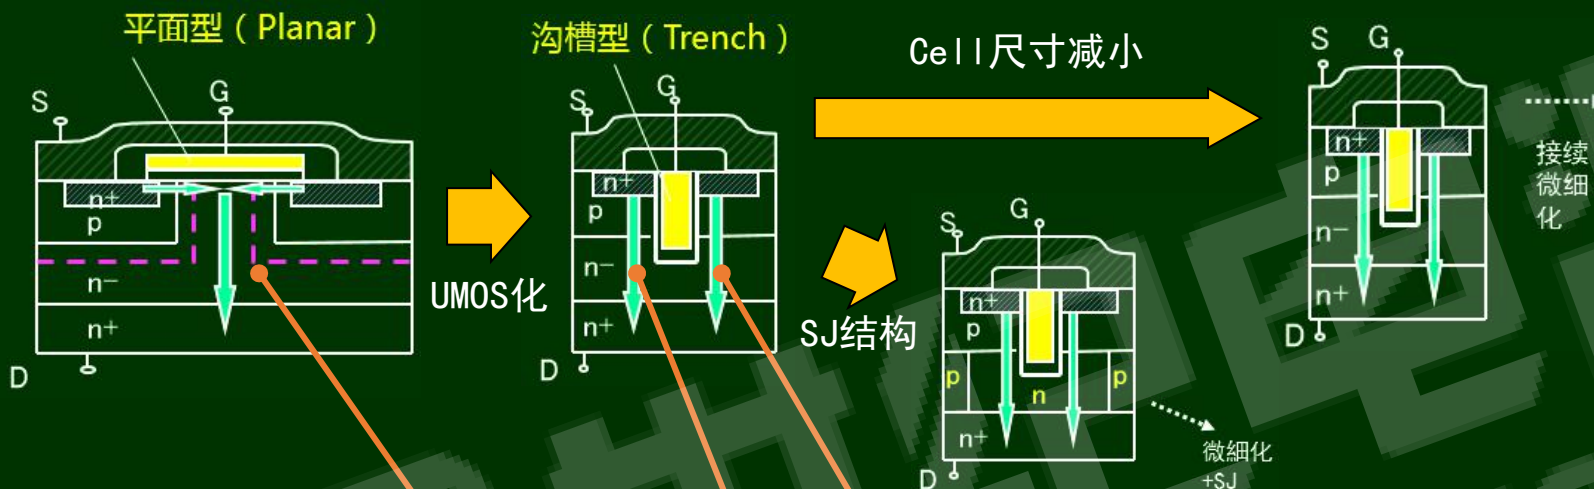 平面型（Planar）
S
G
n+
p
n−
n+
D
UMOS化
沟槽型（Trench）
S
G
n+
p
n−
n+
D
Cell尺寸减小
SJ结构
S
G
n+
p
p
n
p
n+
D
微細化
+SJ
S
G
n+
p
n−
n+
D
接续
微细
化